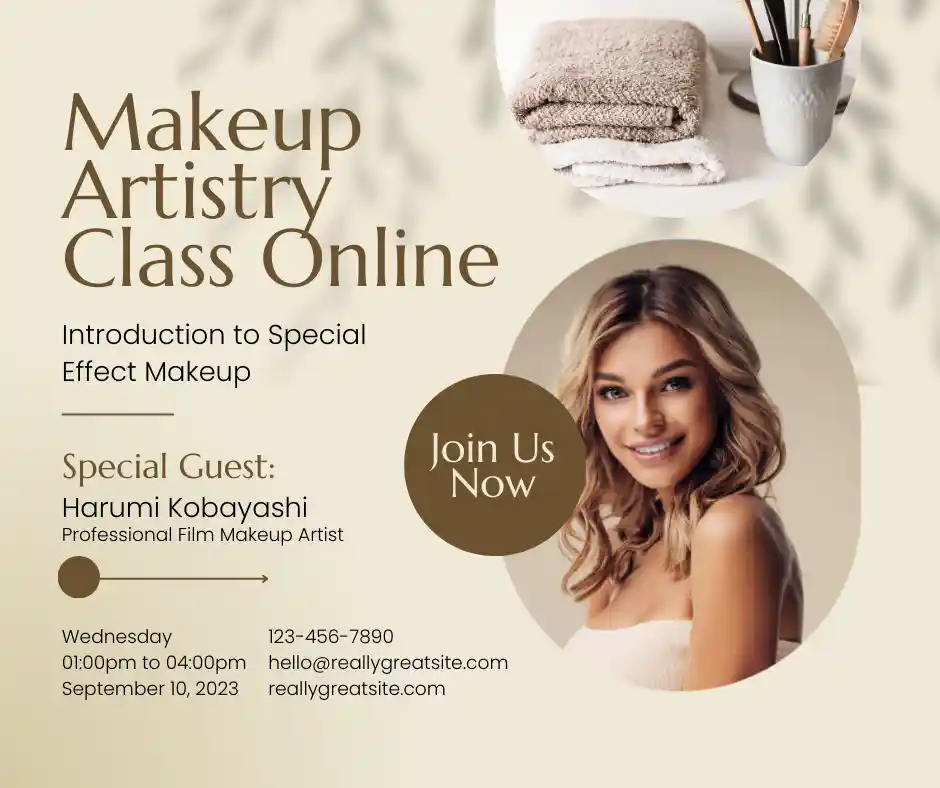 Makeup
Artistry
Class Online
Introduction to Special
Effect Makeup
Special Guest:
Harumi Kobayashi
Professional Film Makeup Artist
Join Us
Now
Wednesday
01:00pm to 04:00pm
September 10, 2023
123-456-7890
hello@reallygreatsite.com
reallygreatsite.com